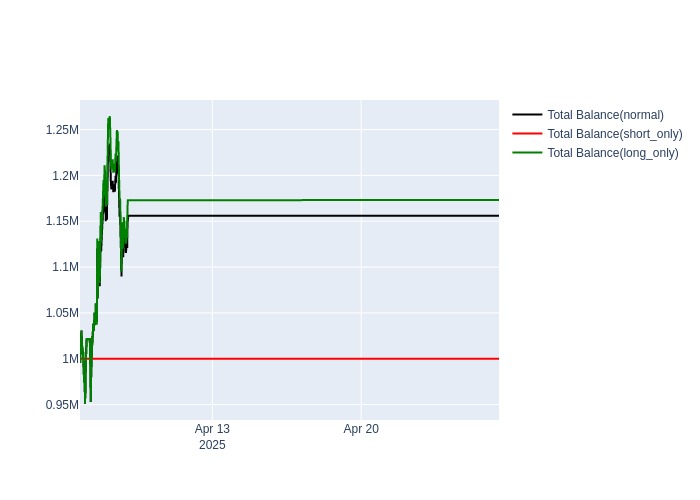 1.25M
1.2M
1.15M
1.1M
1.05M
1M
0.95M
Apr 13
2025
Apr 20
Total Balance(normal)
Total Balance(short_only)
Total Balance(long_only)